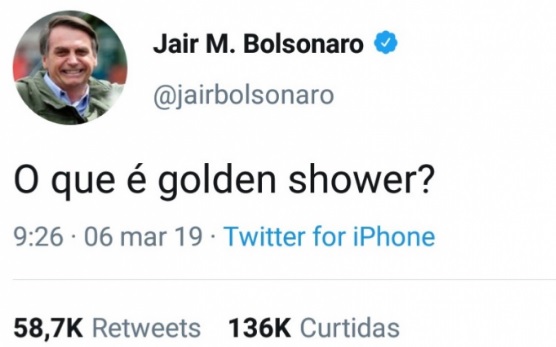 Jair M. Bolsonaro
@jairbolsonaro
O que é golden shower?
9:26 · 06 mar 19 · Twitter for iPhone
58,7K Retweets 136K Curtidas